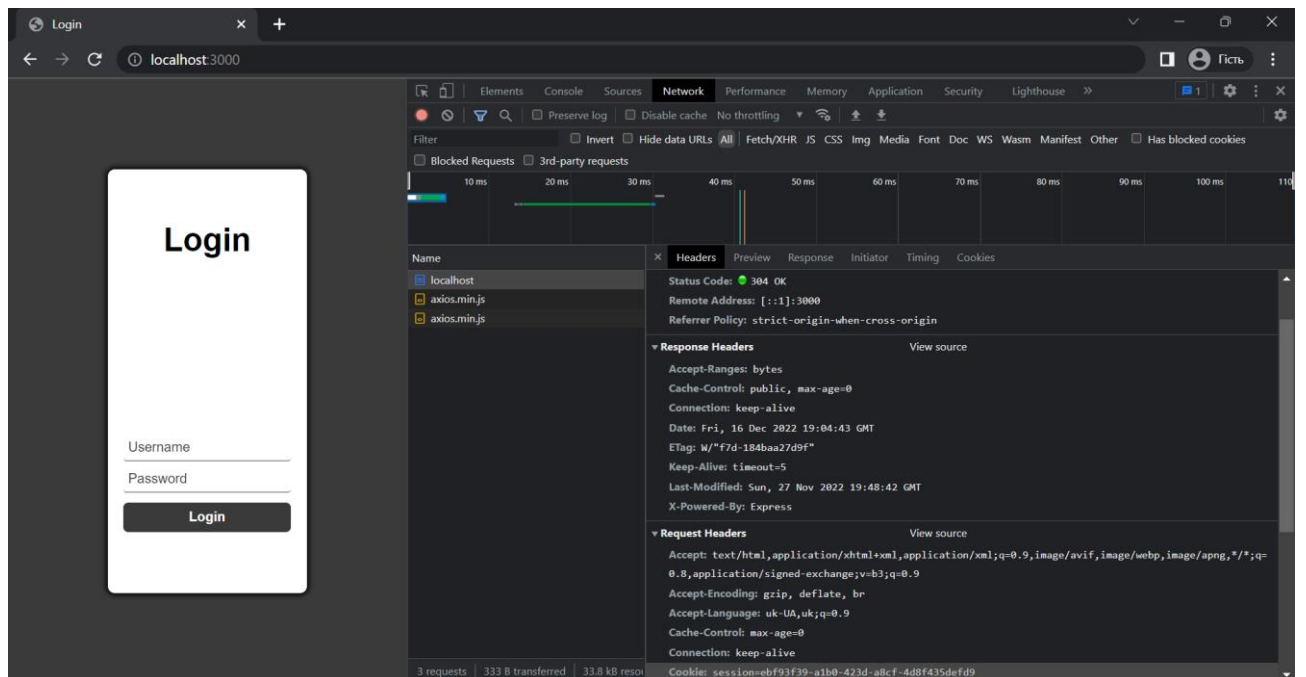 Login
localhost:3000
Гість
Elements Console Sources Network Performance Memory Application Security Lighthouse » 1
Preserve log Disable cache No throttling
Filter Invert Hide data URLs All Fetch/XHR JS CSS Img Media Font Doc WS Wasm Manifest Other Has blocked cookies
Blocked Requests 3rd-party requests
10 ms 20 ms 30 ms 40 ms 50 ms 60 ms 70 ms 80 ms 90 ms 100 ms 110
Login
Username
Password
Login
Name
localhost
axios.min.js
axios.min.js
3 requests 333 B transferred 33.8 kB resou
Headers Preview Response Initiator Timing Cookies
Status Code: 304 OK
Remote Address: [::1]:3000
Referrer Policy: strict-origin-when-cross-origin
Response Headers View source
Accept-Ranges: bytes
Cache-Control: public, max-age=0
Connection: keep-alive
Date: Fri, 16 Dec 2022 19:04:43 GMT
ETag: W/"f7d-184baa27d9f"
Keep-Alive: timeout=5
Last-Modified: Sun, 27 Nov 2022 19:48:42 GMT
X-Powered-By: Express
Request Headers View source
Accept: text/html,application/xhtml+xml,application/xml;q=0.9,image/avif,image/webp,image/apng,*/*;q=
0.8,application/signed-exchange;v=b3;q=0.9
Accept-Encoding: gzip, deflate, br
Accept-Language: uk-UA,uk;q=0.9
Cache-Control: max-age=0
Connection: keep-alive
Cookie: session=ebf93f39-a1b0-423d-a8cf-4d8f435defd9